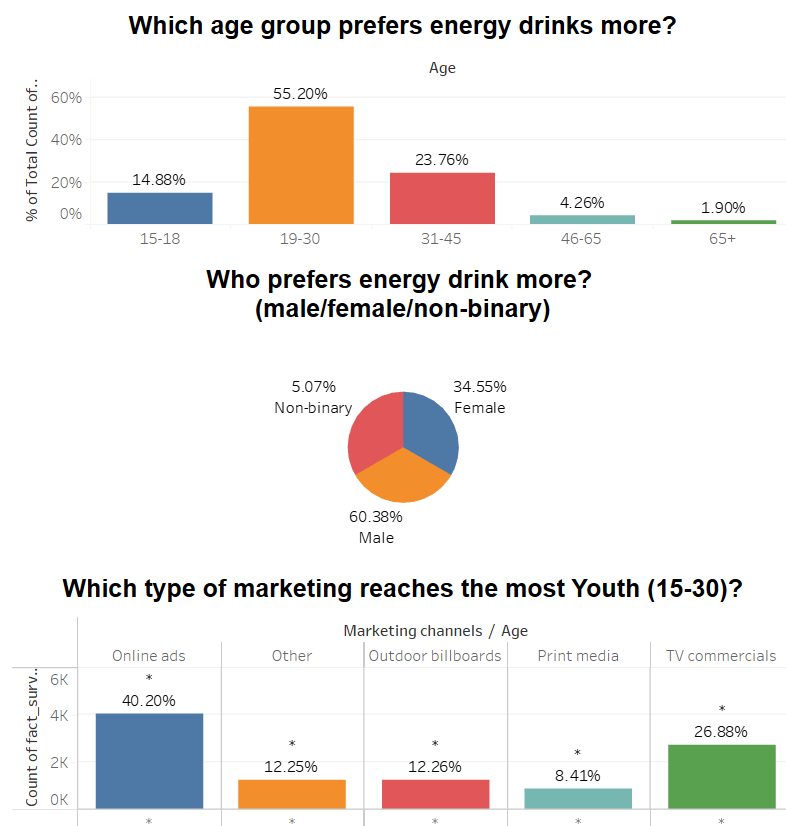 Which age group prefers energy drinks more?
Age
% of Total Count of..
60%
40%
20%
0%
14.88%
55.20%
23.76%
4.26%
1.90%
15-18
19-30
31-45
46-65
65+
Who prefers energy drink more?
(male/female/non-binary)
5.07%
Non-binary
34.55%
Female
60.38%
Male
Which type of marketing reaches the most Youth (15-30)?
Marketing channels / Age
Online ads
Other
Outdoor billboards
Print media
TV commercials
Count of fact_surv..
6K
4K
2K
0K
*
40.20%
*
12.25%
*
12.26%
*
8.41%
*
26.88%
* * * * *